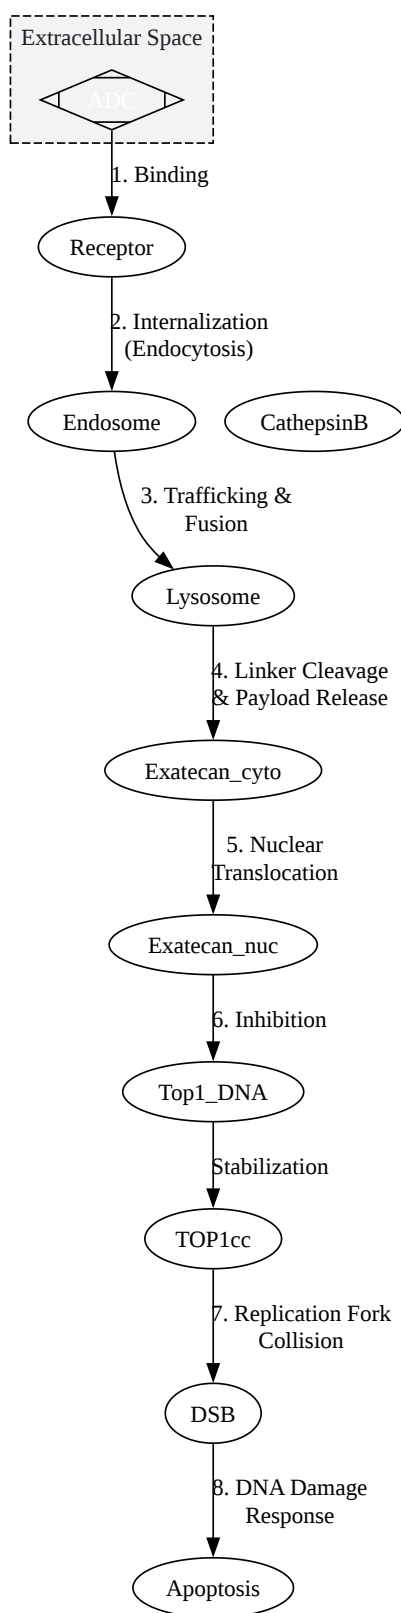 Extracellular Space
ADC
1. Binding
Receptor
2. Internalization
(Endocytosis)
Endosome
CathepsinB
3. Trafficking &
Fusion
Lysosome
4. Linker Cleavage
& Payload Release
Exatecan_cyto
5. Nuclear
Translocation
Exatecan_nuc
6. Inhibition
Top1_DNA
Stabilization
TOP1cc
7. Replication Fork
Collision
DSB
8. DNA Damage
Response
Apoptosis